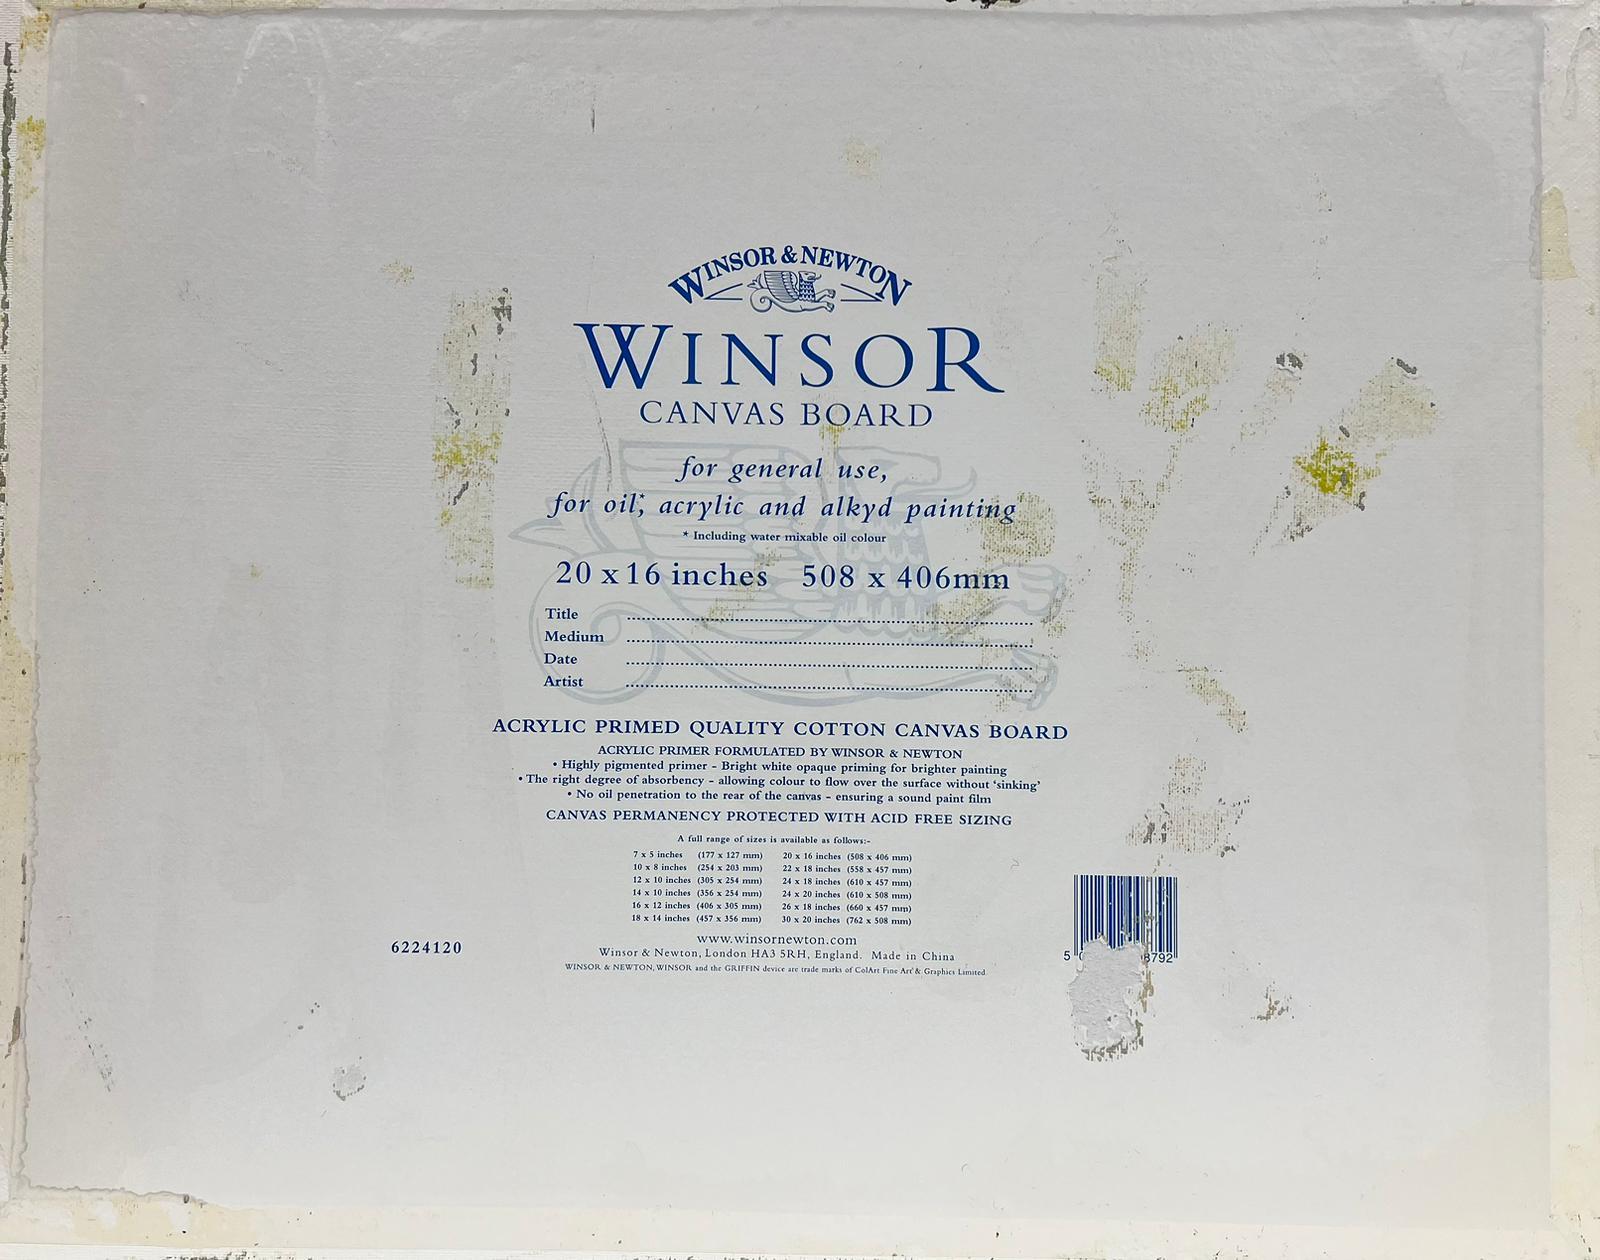 WINSOR & NEWTON
WINSOR
CANVAS BOARD
for general use,
for oil*, acrylic and alkyd painting
* Including water mixable oil colour
20 x 16 inches 508 x 406mm
Title
Medium
Date
Artist
ACRYLIC PRIMED QUALITY COTTON CANVAS BOARD
ACRYLIC PRIMER FORMULATED BY WINSOR & NEWTON
• Highly pigmented primer - Bright white opaque priming for brighter painting
• The right degree of absorbency - allowing colour to flow over the surface without 'sinking'
• No oil penetration to the rear of the canvas - ensuring a sound paint film
CANVAS PERMANENCY PROTECTED WITH ACID FREE SIZING
A full range of sizes is available as follows:-
7 x 5 inches (177 x 127 mm) 20 x 16 inches (508 x 406 mm)
10 x 8 inches (254 x 203 mm) 22 x 18 inches (558 x 457 mm)
12 x 10 inches (305 x 254 mm) 24 x 18 inches (610 x 457 mm)
14 x 10 inches (356 x 254 mm) 24 x 20 inches (610 x 508 mm)
16 x 12 inches (406 x 305 mm) 26 x 18 inches (660 x 457 mm)
18 x 14 inches (457 x 356 mm) 30 x 20 inches (762 x 508 mm)
www.winsornewton.com
Winsor & Newton, London HA3 5RH, England. Made in China
WINSOR & NEWTON, WINSOR and the GRIFFIN device are trade marks of ColArt Fine Art & Graphics Limited.
6224120